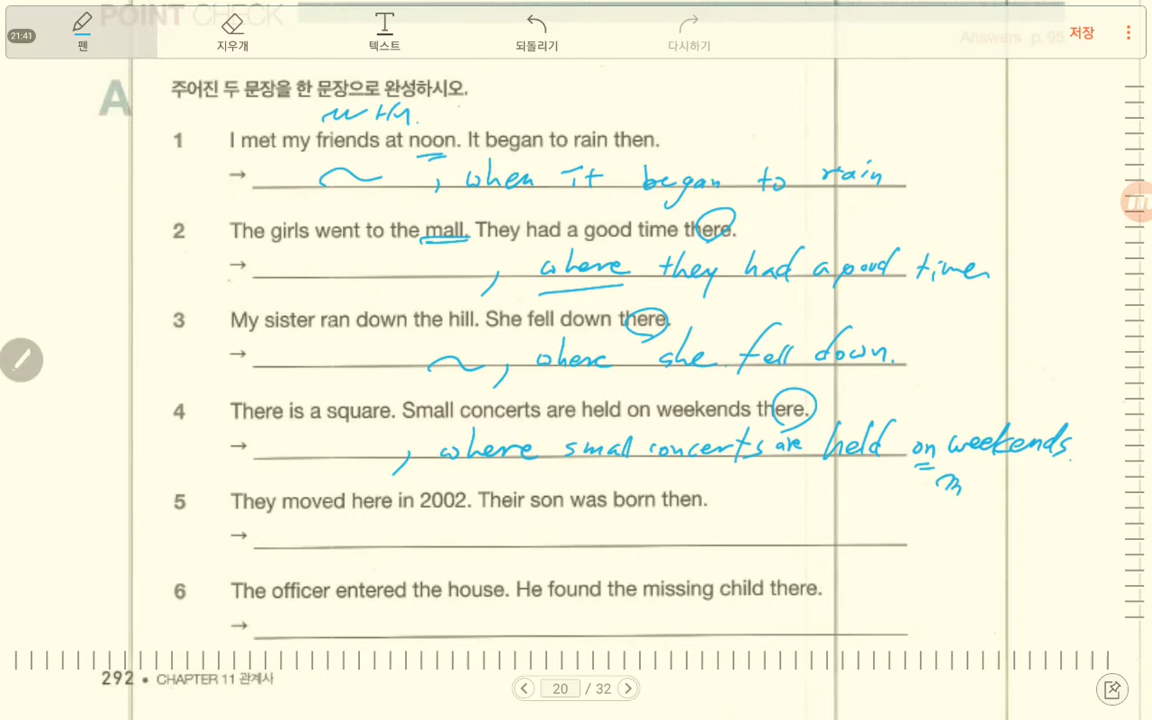 POINT CHECK
21:41
펜
지우개
텍스트
되돌리기
다시하기
Answers p.95
저장
A 주어진 두 문장을 한 문장으로 완성하시오.
1 I met my friends at noon. It began to rain then.
→ ~ , when it began to rain
2 The girls went to the mall. They had a good time there.
→ , where they had a good time
3 My sister ran down the hill. She fell down there.
→ ~ , where she fell down.
4 There is a square. Small concerts are held on weekends there.
→ , where small concerts are held on weekends.
5 They moved here in 2002. Their son was born then.
→
6 The officer entered the house. He found the missing child there.
→
292 • CHAPTER 11 관계사
20 / 32